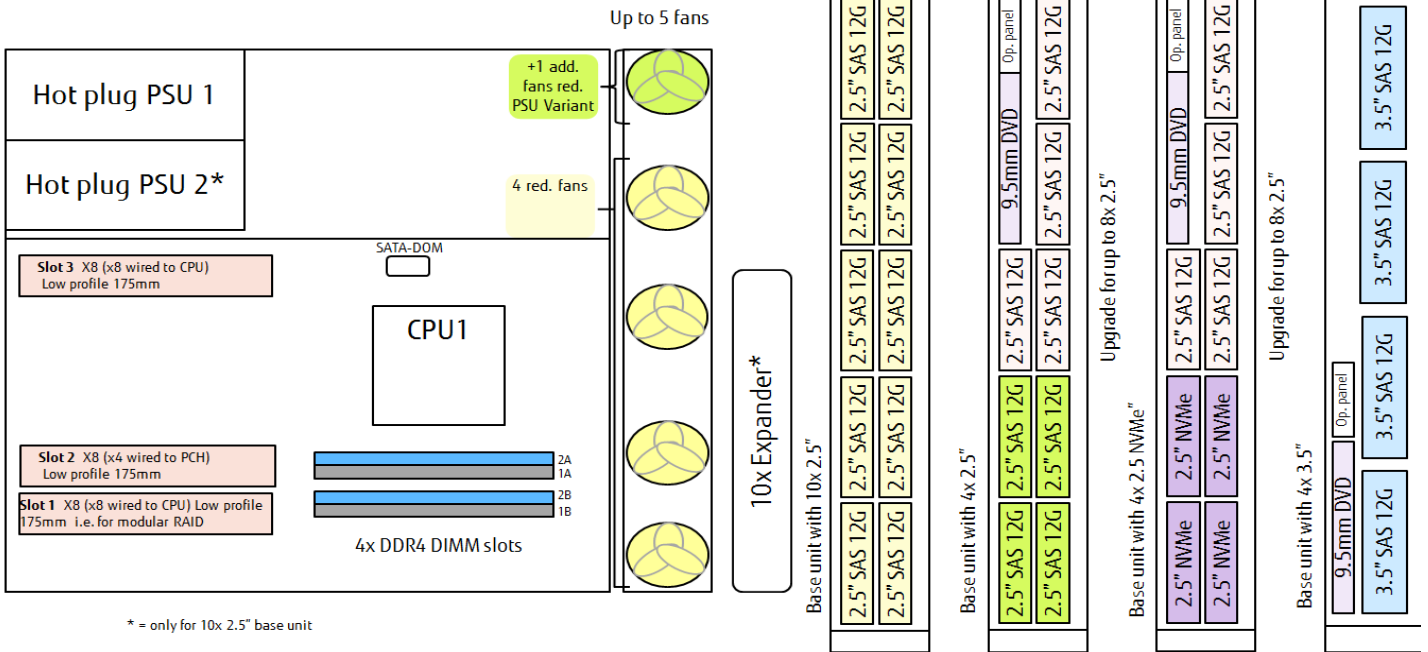 Up to 5 fans
Hot plug PSU 1
Hot plug PSU 2*
+1 add.
fans red.
PSU Variant
4 red. fans
SATA-DOM
Slot 3 X8 (x8 wired to CPU)
Low profile 175mm
CPU1
Slot 2 X8 (x4 wired to PCH)
Low profile 175mm
Slot 1 X8 (x8 wired to CPU) Low profile
175mm i.e. for modular RAID
2A
1A
2B
1B
4x DDR4 DIMM slots
* = only for 10x 2.5" base unit
10x Expander*
Base unit with 10x 2.5"
2.5" SAS 12G
2.5" SAS 12G
2.5" SAS 12G
2.5" SAS 12G
2.5" SAS 12G
2.5" SAS 12G
2.5" SAS 12G
2.5" SAS 12G
2.5" SAS 12G
2.5" SAS 12G
Base unit with 4x 2.5"
Op. panel
9.5mm DVD
2.5" SAS 12G
2.5" SAS 12G
2.5" SAS 12G
2.5" SAS 12G
2.5" SAS 12G
2.5" SAS 12G
2.5" SAS 12G
2.5" SAS 12G
Upgrade for up to 8x 2.5"
Base unit with 4x 2.5 NVMe"
Op. panel
9.5mm DVD
2.5" SAS 12G
2.5" SAS 12G
2.5" SAS 12G
2.5" SAS 12G
2.5" NVMe
2.5" NVMe
2.5" NVMe
2.5" NVMe
Upgrade for up to 8x 2.5"
Base unit with 4x 3.5"
Op. panel
9.5mm DVD
3.5" SAS 12G
3.5" SAS 12G
3.5" SAS 12G
3.5" SAS 12G